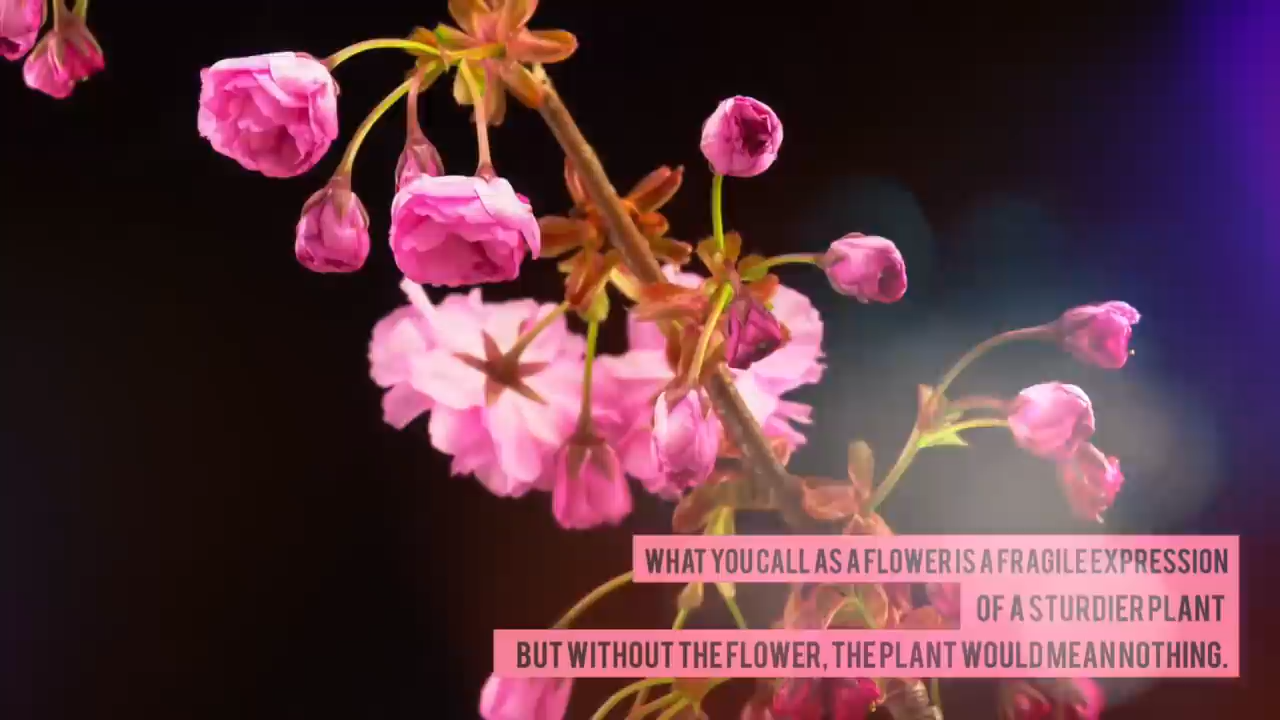 WHAT YOU CALL AS A FLOWER IS A FRAGILE EXPRESSION
OF A STURDIER PLANT
BUT WITHOUT THE FLOWER, THE PLANT WOULD MEAN NOTHING.